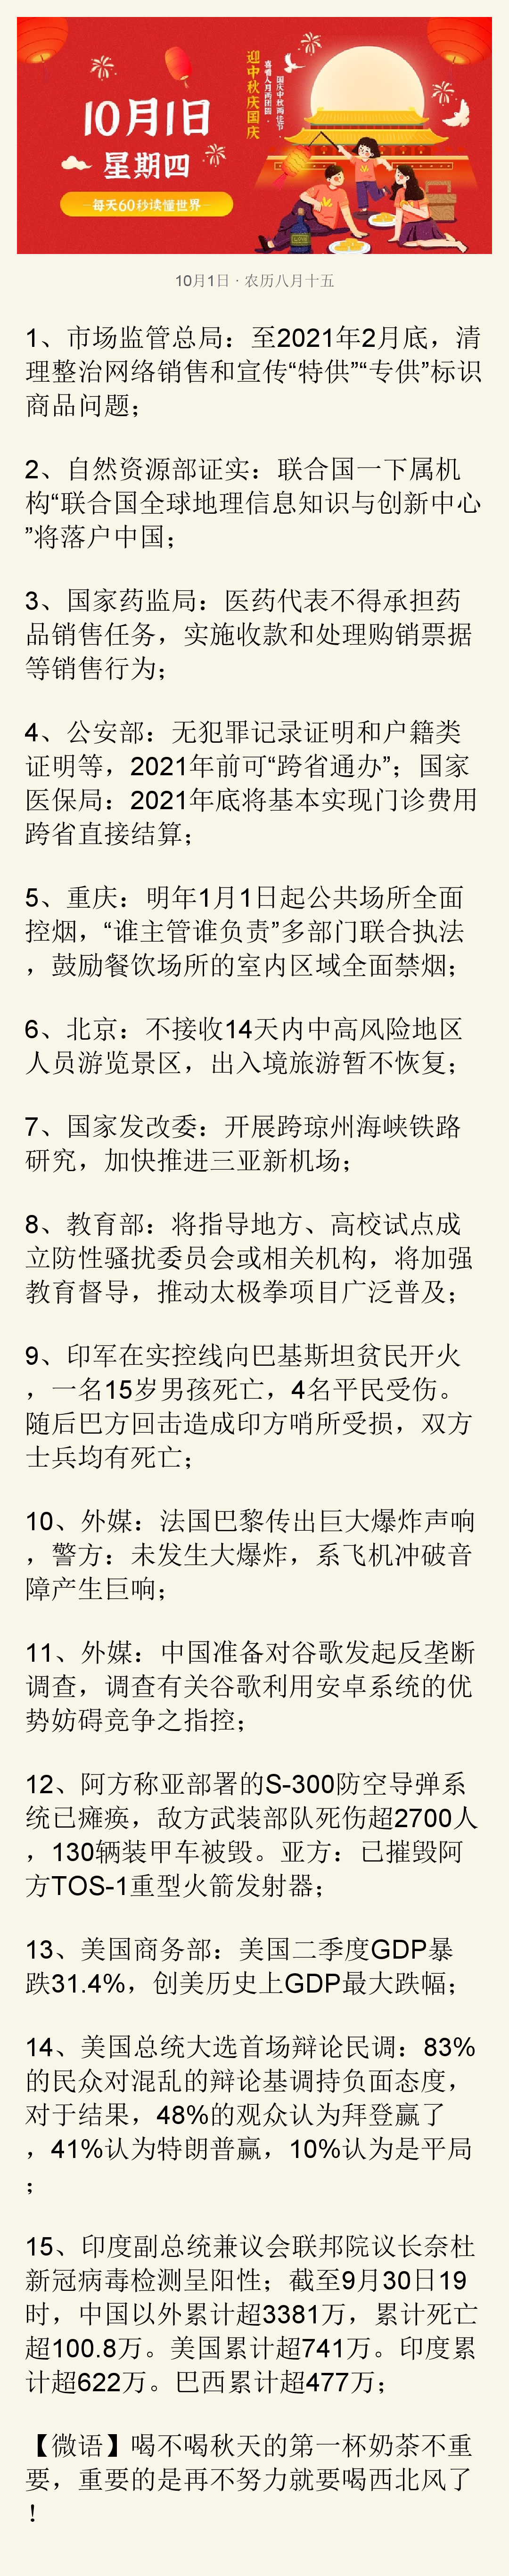 10月1日
星期四
每天60秒读懂世界
迎中秋庆国庆
喜看人月两团圆
国庆中秋两佳节
10月1日 · 农历八月十五
1、市场监管总局：至2021年2月底，清
理整治网络销售和宣传“特供”“专供”标识
商品问题；
2、自然资源部证实：联合国一下属机
构“联合国全球地理信息知识与创新中心
”将落户中国；
3、国家药监局：医药代表不得承担药
品销售任务，实施收款和处理购销票据
等销售行为；
4、公安部：无犯罪记录证明和户籍类
证明等，2021年前可“跨省通办”；国家
医保局：2021年底将基本实现门诊费用
跨省直接结算；
5、重庆：明年1月1日起公共场所全面
控烟，“谁主管谁负责”多部门联合执法
，鼓励餐饮场所的室内区域全面禁烟；
6、北京：不接收14天内中高风险地区
人员游览景区，出入境旅游暂不恢复；
7、国家发改委：开展跨琼州海峡铁路
研究，加快推进三亚新机场；
8、教育部：将指导地方、高校试点成
立防性骚扰委员会或相关机构，将加强
教育督导，推动太极拳项目广泛普及；
9、印军在实控线向巴基斯坦贫民开火
，一名15岁男孩死亡，4名平民受伤。
随后巴方回击造成印方哨所受损，双方
士兵均有死亡；
10、外媒：法国巴黎传出巨大爆炸声响
，警方：未发生大爆炸，系飞机冲破音
障产生巨响；
11、外媒：中国准备对谷歌发起反垄断
调查，调查有关谷歌利用安卓系统的优
势妨碍竞争之指控；
12、阿方称亚部署的S-300防空导弹系
统已瘫痪，敌方武装部队死伤超2700人
，130辆装甲车被毁。亚方：已摧毁阿
方TOS-1重型火箭发射器；
13、美国商务部：美国二季度GDP暴
跌31.4%，创美历史上GDP最大跌幅；
14、美国总统大选首场辩论民调：83%
的民众对混乱的辩论基调持负面态度，
对于结果，48%的观众认为拜登赢了
，41%认为特朗普赢，10%认为是平局
；
15、印度副总统兼议会联邦院议长奈杜
新冠病毒检测呈阳性；截至9月30日19
时，中国以外累计超3381万，累计死亡
超100.8万。美国累计超741万。印度累
计超622万。巴西累计超477万；
【微语】喝不喝秋天的第一杯奶茶不重
要，重要的是再不努力就要喝西北风了
！